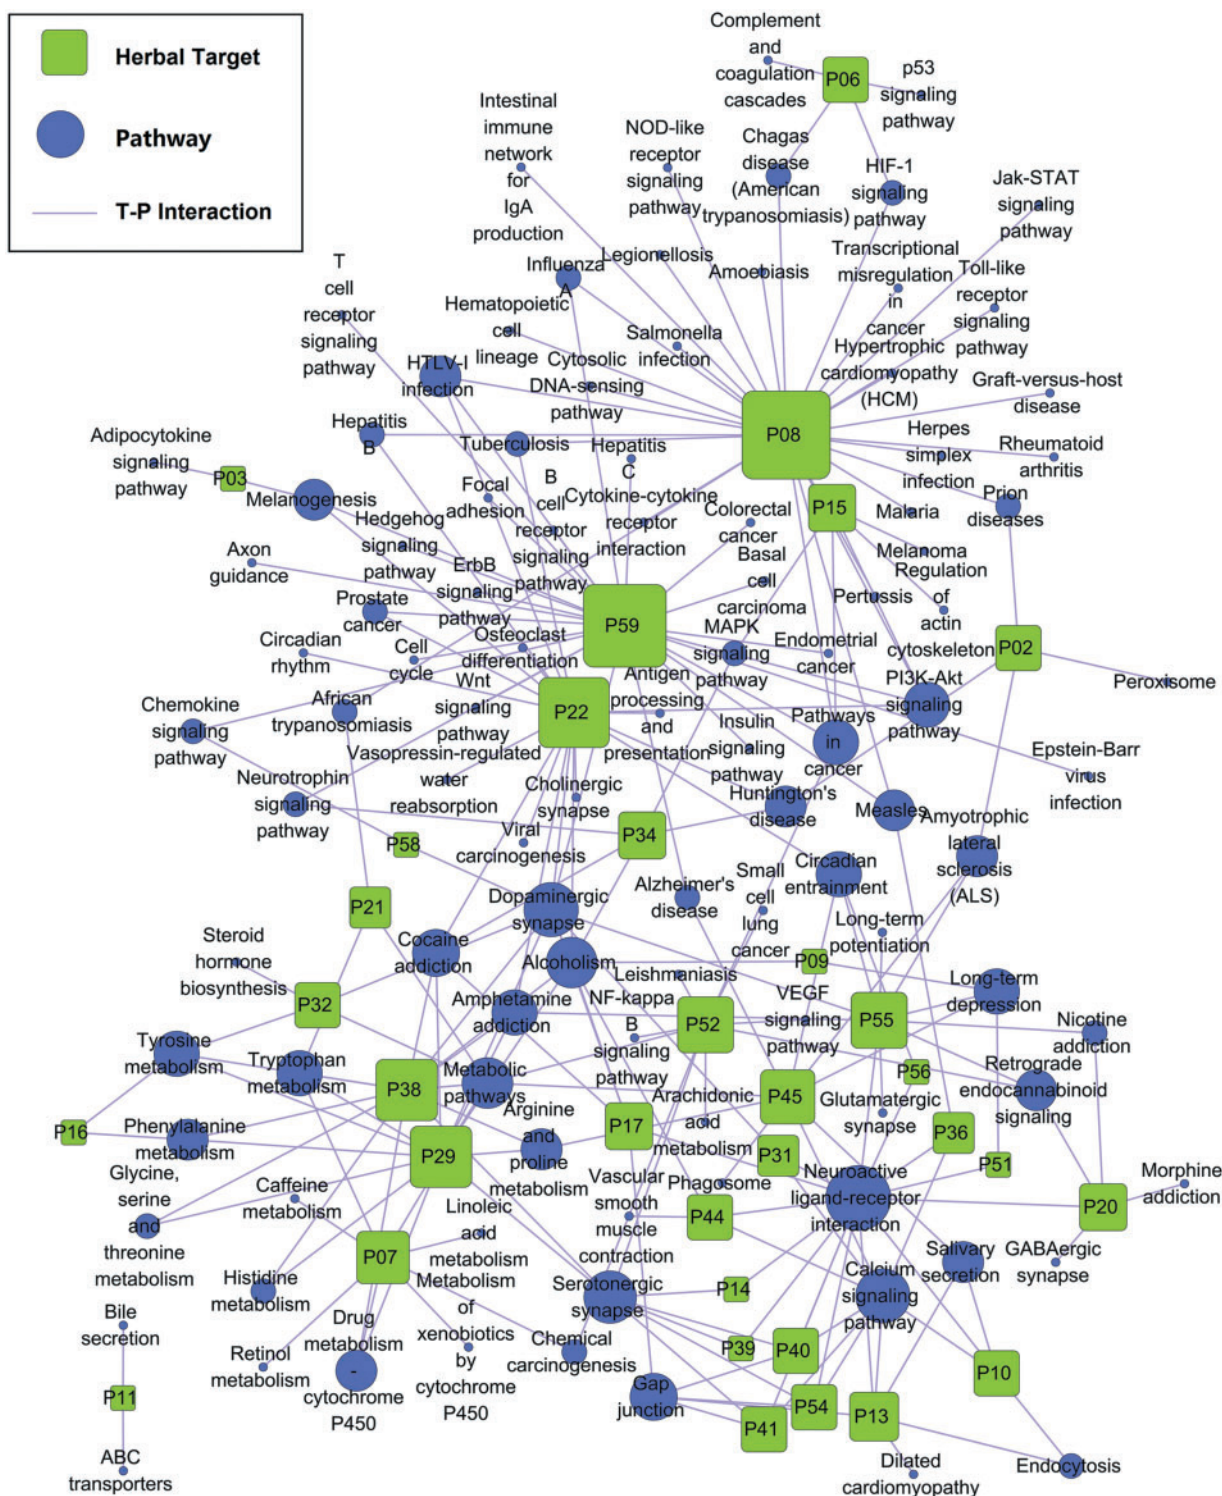 Herbal Target
Pathway
T-P Interaction
Complement
and
coagulation
cascades
P06
p53
signaling
pathway
Intestinal
immune
network
for
IgA
production
NOD-like
receptor
signaling
pathway
Chagas
disease
(American
trypanosomiasis)
HIF-1
signaling
pathway
Jak-STAT
signaling
pathway
T
cell
receptor
signaling
pathway
Influenza
A
Legionellosis
Amoebiasis
Transcriptional
misregulation
in
cancer
Toll-like
receptor
signaling
pathway
Hematopoietic
cell
lineage
Salmonella
infection
Hypertrophic
cardiomyopathy
(HCM)
HTLV-I
infection
Cytosolic
DNA-sensing
pathway
Graft-versus-host
disease
Hepatitis
B
Tuberculosis
Hepatitis
C
P08
Herpes
simplex
infection
Rheumatoid
arthritis
Adipocytokine
signaling
pathway
P03
Melanogenesis
Focal
adhesion
B
cell
receptor
signaling
pathway
Cytokine-cytokine
receptor
interaction
Colorectal
cancer
P15
Malaria
Prion
diseases
Hedgehog
signaling
pathway
Axon
guidance
ErbB
signaling
pathway
Basal
cell
carcinoma
Melanoma
Regulation
of
actin
cytoskeleton
Pertussis
Prostate
cancer
P59
MAPK
signaling
pathway
Endometrial
cancer
P02
Circadian
rhythm
Cell
cycle
Osteoclast
differentiation
Antigen
processing
and
presentation
PI3K-Akt
signaling
pathway
Peroxisome
Chemokine
signaling
pathway
African
trypanosomiasis
Wnt
signaling
pathway
P22
Insulin
signaling
pathway
Pathways
in
cancer
Vasopressin-regulated
water
reabsorption
Epstein-Barr
virus
infection
Neurotrophin
signaling
pathway
Cholinergic
synapse
Huntington's
disease
Measles
Amyotrophic
lateral
sclerosis
(ALS)
P58
Viral
carcinogenesis
P34
P21
Dopaminergic
synapse
Alzheimer's
disease
Small
cell
lung
cancer
Circadian
entrainment
Long-term
potentiation
Steroid
hormone
biosynthesis
Cocaine
addiction
Alcoholism
Leishmaniasis
P09
Long-term
depression
P32
Amphetamine
addiction
NF-kappa
B
signaling
pathway
P52
VEGF
signaling
pathway
P55
Nicotine
addiction
Tyrosine
metabolism
Tryptophan
metabolism
P38
Metabolic
pathways
P45
P56
Retrograde
endocannabinoid
signaling
P16
Phenylalanine
metabolism
P29
Arginine
and
proline
metabolism
P17
Arachidonic
acid
metabolism
P31
Glutamatergic
synapse
P36
P51
Glycine,
serine
and
threonine
metabolism
Caffeine
metabolism
Linoleic
acid
metabolism
Vascular
smooth
muscle
contraction
Phagosome
P44
Neuroactive
ligand-receptor
interaction
P20
Morphine
addiction
P07
Histidine
metabolism
Metabolism
of
xenobiotics
by
cytochrome
P450
Serotonergic
synapse
P14
Calcium
signaling
pathway
Salivary
secretion
GABAergic
synapse
Bile
secretion
Retinol
metabolism
Drug
metabolism
-
cytochrome
P450
Chemical
carcinogenesis
P39
P40
P10
P11
Gap
junction
P41
P54
P13
ABC
transporters
Dilated
cardiomyopathy
Endocytosis